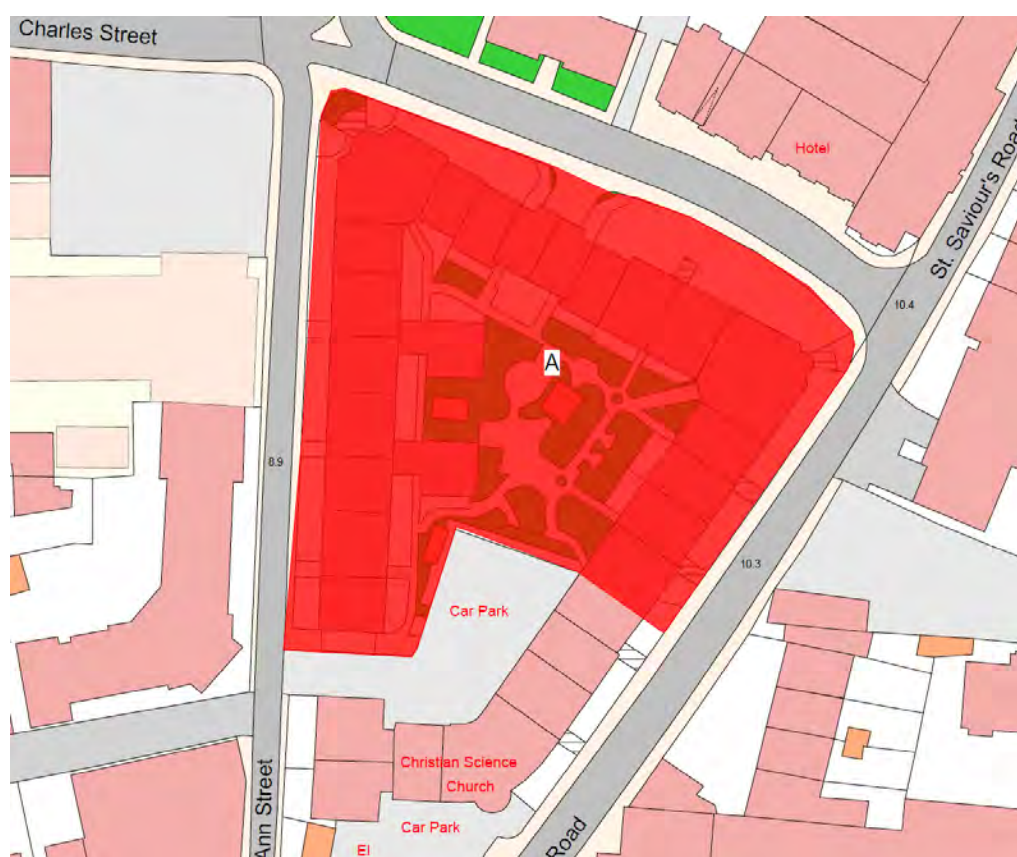 Charles Street
Hotel
St. Saviour's Road
10.4
A
8.9
10.3
Car Park
Christian Science
Church
Car Park
El
Ann Street
Road